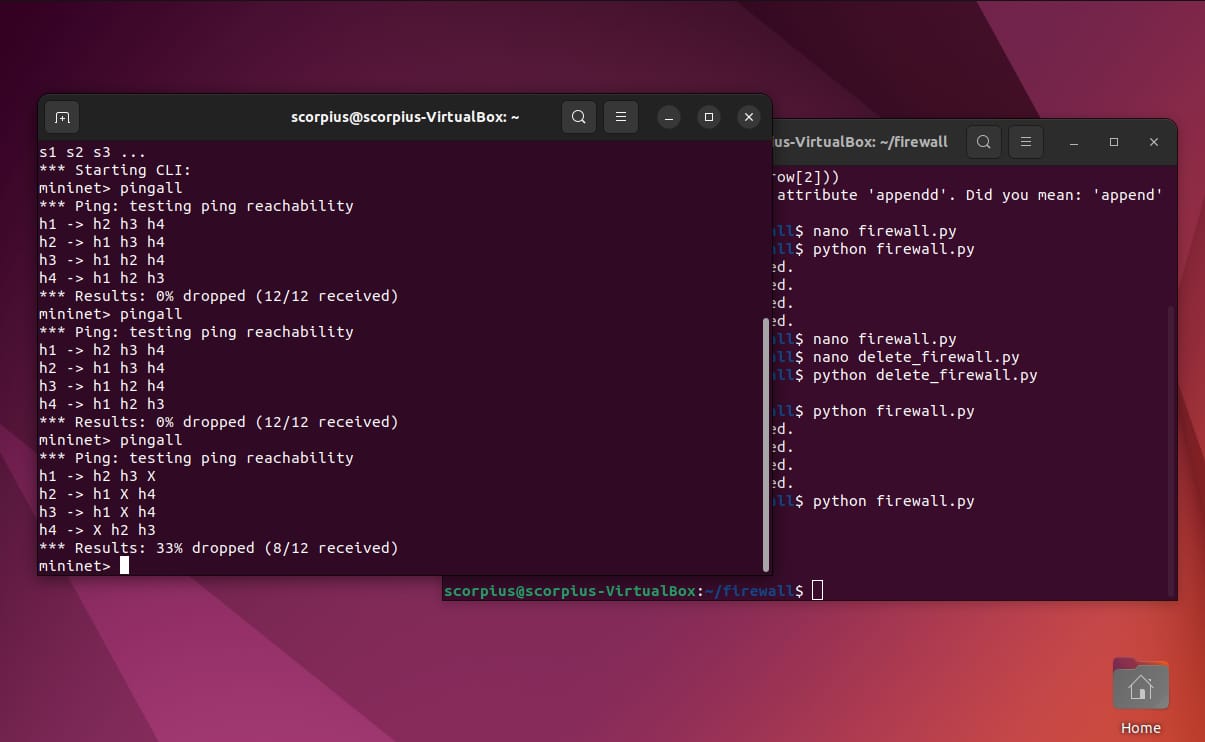 scorpius@scorpius-VirtualBox: ~
s1 s2 s3 ...
*** Starting CLI:
mininet> pingall
*** Ping: testing ping reachability
h1 -> h2 h3 h4
h2 -> h1 h3 h4
h3 -> h1 h2 h4
h4 -> h1 h2 h3
*** Results: 0% dropped (12/12 received)
mininet> pingall
*** Ping: testing ping reachability
h1 -> h2 h3 h4
h2 -> h1 h3 h4
h3 -> h1 h2 h4
h4 -> h1 h2 h3
*** Results: 0% dropped (12/12 received)
mininet> pingall
*** Ping: testing ping reachability
h1 -> h2 h3 X
h2 -> h1 X h4
h3 -> h1 X h4
h4 -> X h2 h3
*** Results: 33% dropped (8/12 received)
mininet>
us-VirtualBox: ~/firewall
row[2]))
attribute 'appendd'. Did you mean: 'append'
all$ nano firewall.py
all$ python firewall.py
ed.
ed.
ed.
ed.
all$ nano firewall.py
all$ nano delete_firewall.py
all$ python delete_firewall.py
all$ python firewall.py
ed.
ed.
ed.
ed.
all$ python firewall.py
scorpius@scorpius-VirtualBox:~/firewall$
Home